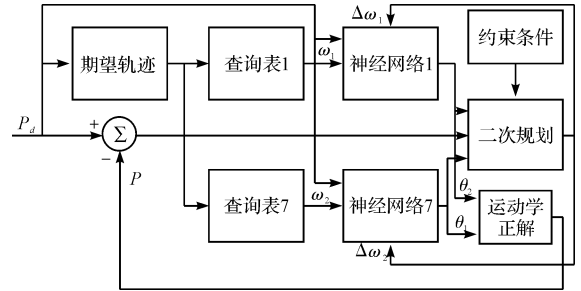 Δω₁
期望轨迹
查询表1
ω₁
神经网络1
约束条件
P_d
+
Σ
−
P
二次规划
查询表7
ω₂
神经网络7
θ₂
θ₁
运动学
正解
Δω₂